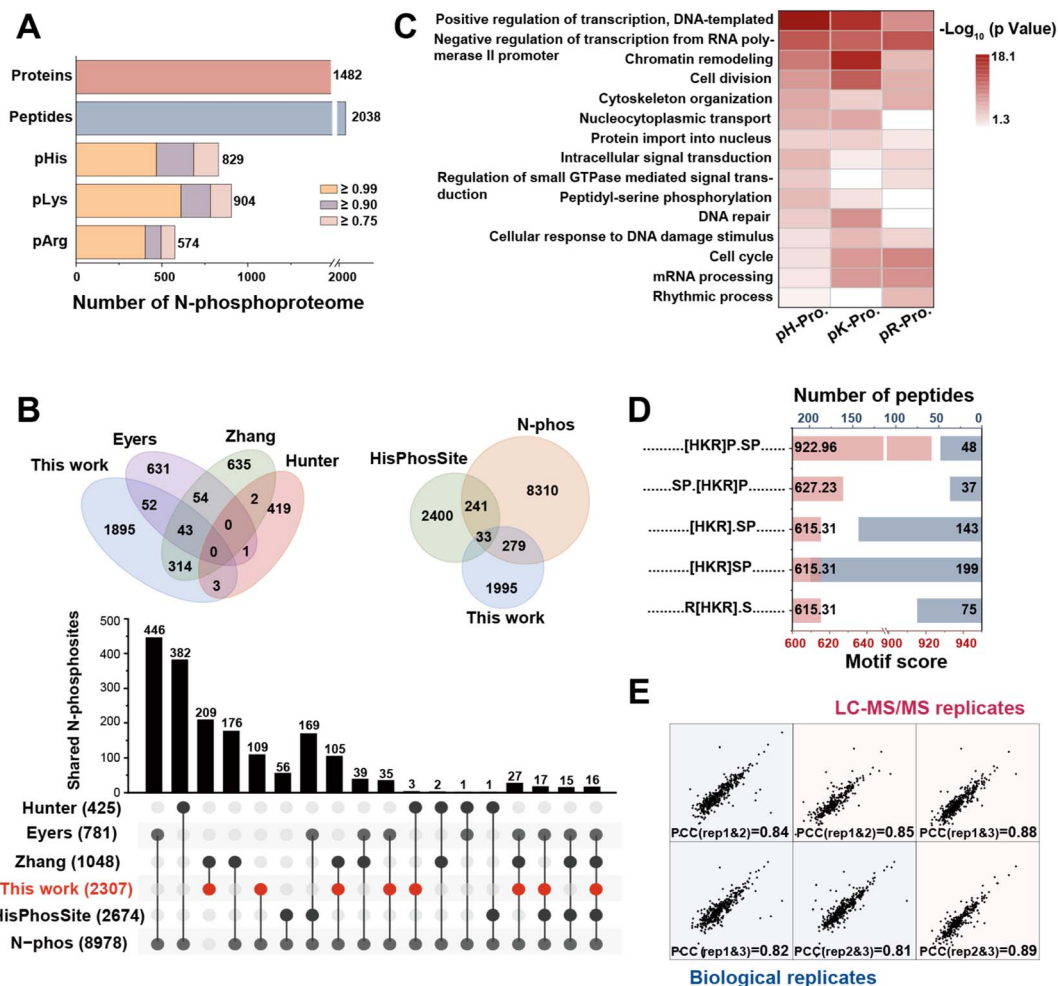 A
Proteins
1482
Peptides
2038
pHis
829
pLys
904
pArg
574
≥ 0.99
≥ 0.90
≥ 0.75
0
500
1000
2000
Number of N-phosphoproteome
C
Positive regulation of transcription, DNA-templated
Negative regulation of transcription from RNA poly-
merase II promoter
Chromatin remodeling
Cell division
Cytoskeleton organization
Nucleocytoplasmic transport
Protein import into nucleus
Intracellular signal transduction
Regulation of small GTPase mediated signal trans-
duction
Peptidyl-serine phosphorylation
DNA repair
Cellular response to DNA damage stimulus
Cell cycle
mRNA processing
Rhythmic process
pH-Pro.
pK-Pro.
pR-Pro.
-Log10 (p Value)
18.1
1.3
B
This work
Eyers
Zhang
Hunter
631
635
1895
52
54
2
419
43
0
0
1
314
3
HisPhosSite
N-phos
2400
241
8310
33
279
1995
This work
Shared N-phosphosites
500
400
300
200
100
0
446
382
209
176
109
56
169
105
39
35
3
2
1
1
27
17
15
16
Hunter (425)
Eyers (781)
Zhang (1048)
This work (2307)
HisPhosSite (2674)
N−phos (8978)
D
Number of peptides
200 150 100 50 0
..........[HKR]P.SP.....
922.96
48
......SP.[HKR]P.........
627.23
37
..........[HKR].SP......
615.31
143
..........[HKR]SP.......
615.31
199
.........R[HKR].S.......
615.31
75
600 620 640 900 920 940
Motif score
E
LC-MS/MS replicates
PCC(rep1&2)=0.84
PCC(rep1&2)=0.85
PCC(rep1&3)=0.88
PCC(rep1&3)=0.82
PCC(rep2&3)=0.81
PCC(rep2&3)=0.89
Biological replicates